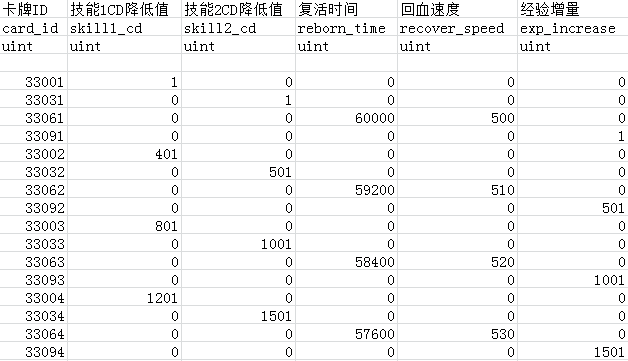 卡牌ID 技能1CD降低值 技能2CD降低值 复活时间 回血速度 经验增量
card_id skill1_cd skill2_cd reborn_time recover_speed exp_increase
uint uint uint uint uint uint
33001 1 0 0 0 0
33031 0 1 0 0 0
33061 0 0 60000 500 0
33091 0 0 0 0 1
33002 401 0 0 0 0
33032 0 501 0 0 0
33062 0 0 59200 510 0
33092 0 0 0 0 501
33003 801 0 0 0 0
33033 0 1001 0 0 0
33063 0 0 58400 520 0
33093 0 0 0 0 1001
33004 1201 0 0 0 0
33034 0 1501 0 0 0
33064 0 0 57600 530 0
33094 0 0 0 0 1501